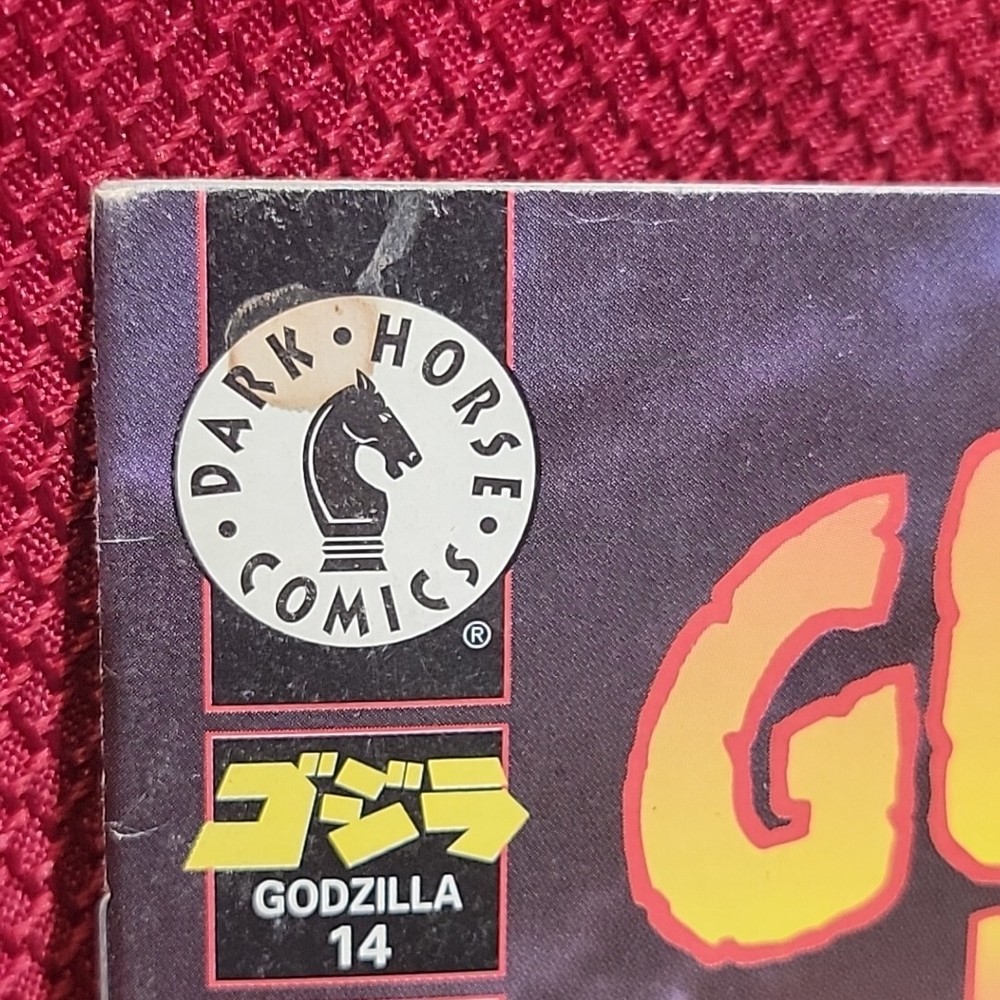 DARK • HORSE
• COMICS •
®
ゴジラ
GODZILLA
14
G